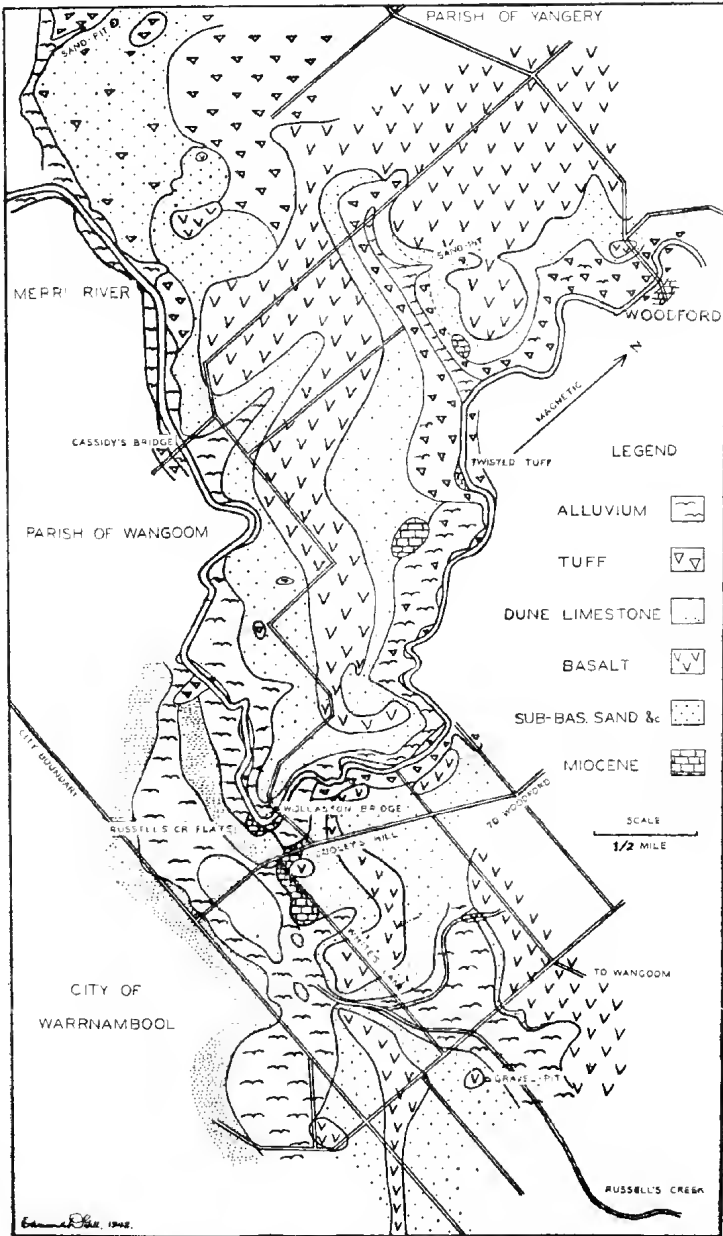 PARISH OF YANGERY
SAND-PIT
SAND-PIT
MERRI RIVER
WOODFORD
MAGNETIC N
CASSIDY'S BRIDGE
TWISTED TUFF
LEGEND
PARISH OF WANGOOM
ALLUVIUM
TUFF
DUNE LIMESTONE
BASALT
SUB-BAS. SAND &c
MIOCENE
CITY BOUNDARY
WOLLASTON BRIDGE
RUSSELL'S CR. FLATS
TO WOODFORD
SCALE
1/2 MILE
HILL
LANE
CITY OF
WARRNAMBOOL
TO WANGOOM
GRAVEL-PIT
RUSSELL'S CREEK
1948.